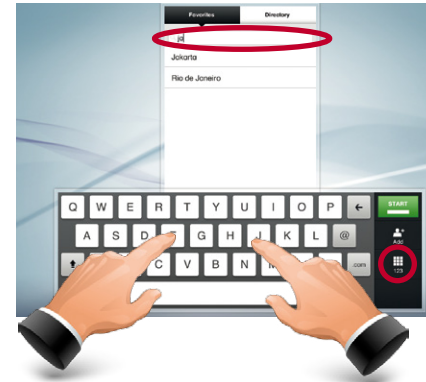 Favorites Directory
ja
Jakarta
Rio de Janeiro
Q W E R T Y U I O P ← START
A S D G H J K L @ Add
C V B N M .com 123